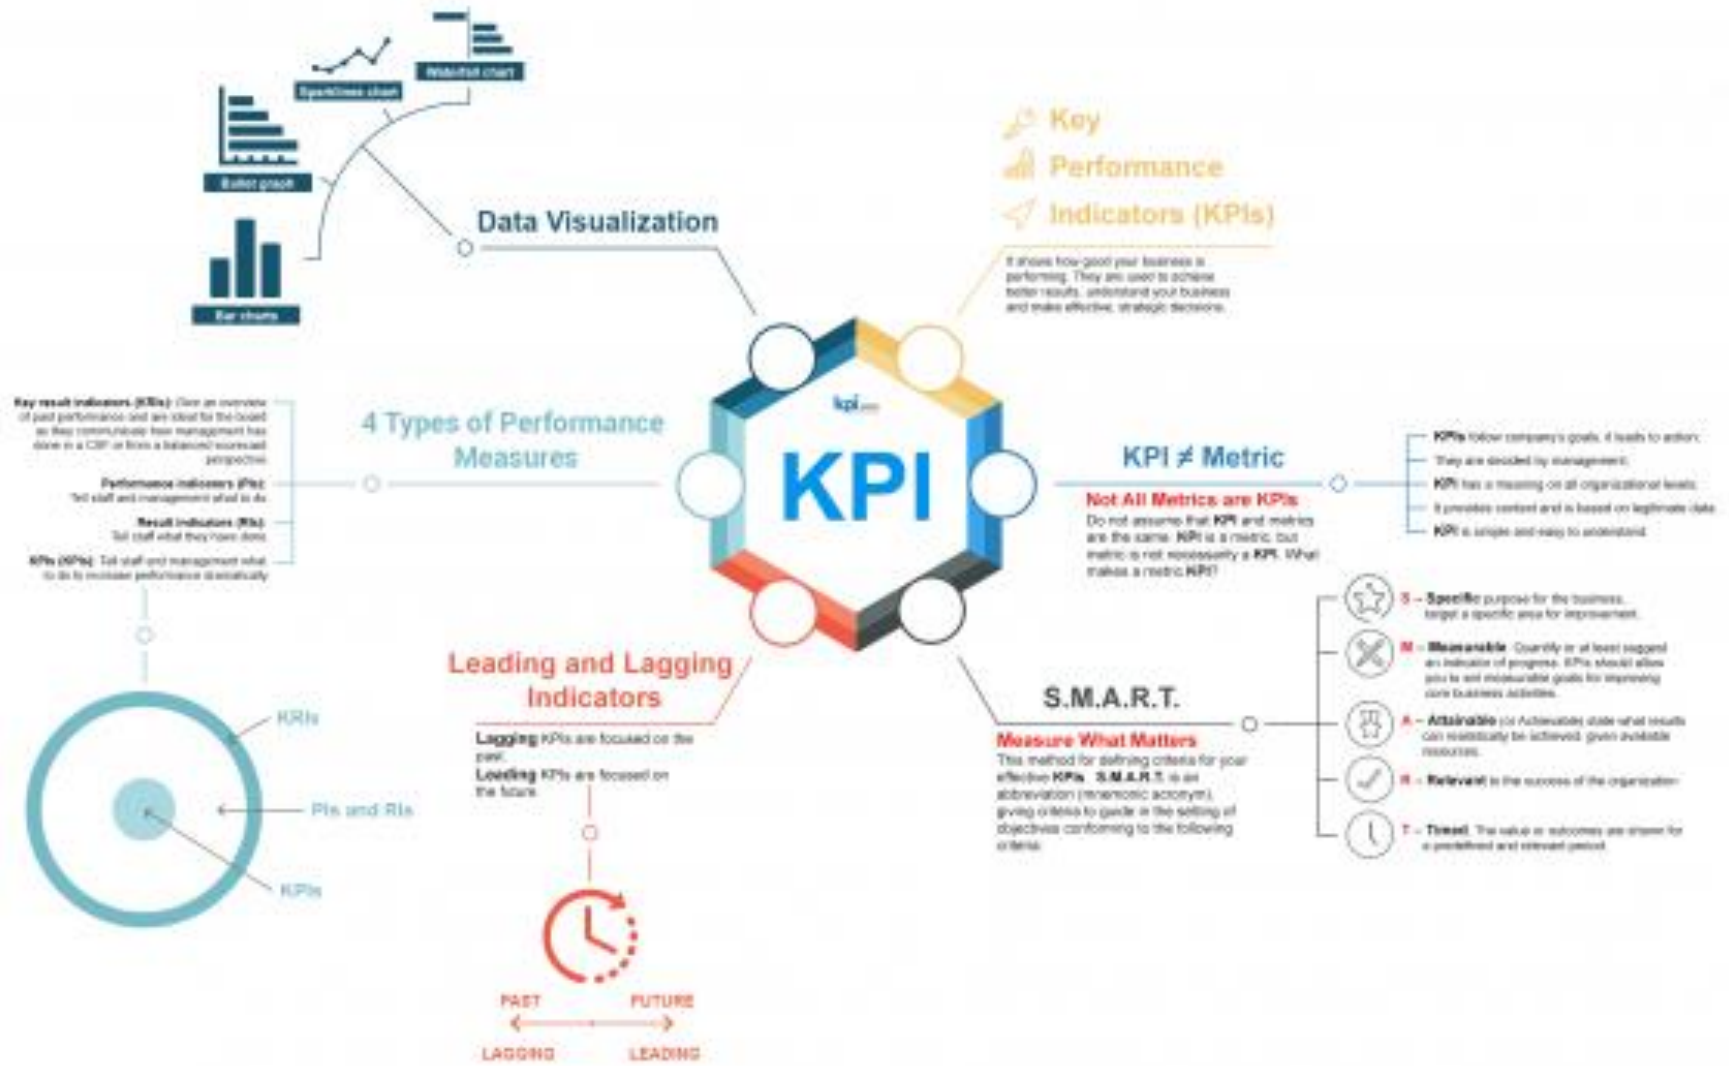 Waterfall chart
Sparklines chart
Bullet graph
Bar charts
Data Visualization
Key
Performance
Indicators (KPIs)
It shows how good your business is
performing. They are used to achieve
better results, understand your business
and make effective, strategic decisions.
4 Types of Performance
Measures
Key result indicators (KRIs): Give an overview
of past performance and are ideal for the board
as they communicate how management has
done in a CSF or from a balanced scorecard
perspective
Performance indicators (PIs):
Tell staff and management what to do
Result indicators (RIs):
Tell staff what they have done
KPIs (KPIs): Tell staff and management what
to do to increase performance dramatically
KRIs
PIs and RIs
KPIs
kpi
KPI
KPI ≠ Metric
Not All Metrics are KPIs
Do not assume that KPI and metrics
are the same. KPI is a metric, but
metric is not necessarily a KPI. What
makes a metric KPI?
KPIs follow company's goals, it leads to action.
They are decided by management.
KPI has a meaning on all organizational levels.
It provides context and is based on legitimate data.
KPI is simple and easy to understand.
Leading and Lagging
Indicators
Lagging KPIs are focused on the
past.
Leading KPIs are focused on
the future.
PAST FUTURE
LAGGING LEADING
S.M.A.R.T.
Measure What Matters
This method for defining criteria for your
effective KPIs. S.M.A.R.T. is an
abbreviation (mnemonic acronym),
giving criteria to guide in the setting of
objectives conforming to the following
criteria:
S – Specific purpose for the business,
target a specific area for improvement.
M – Measurable. Quantify or at least suggest
an indicator of progress. KPIs should allow
you to set measurable goals for improving
core business activities.
A – Attainable (or Achievable) state what results
can realistically be achieved, given available
resources.
R – Relevant to the success of the organization
T – Timed. The value or outcomes are shown for
a predefined and relevant period